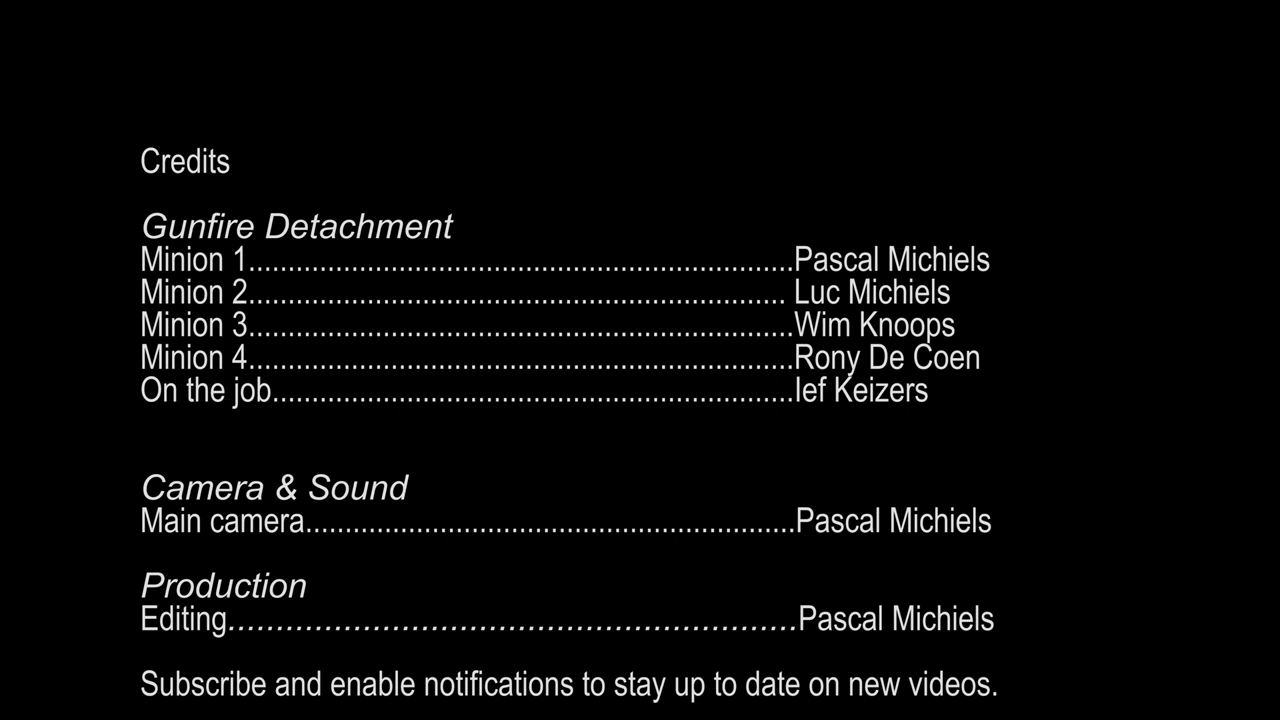 Credits
Gunfire Detachment
Minion 1..........................................................Pascal Michiels
Minion 2......................................................... Luc Michiels
Minion 3..........................................................Wim Knoops
Minion 4..........................................................Rony De Coen
On the job.......................................................Ief Keizers
Camera & Sound
Main camera....................................................Pascal Michiels
Production
Editing............................................................Pascal Michiels
Subscribe and enable notifications to stay up to date on new videos.